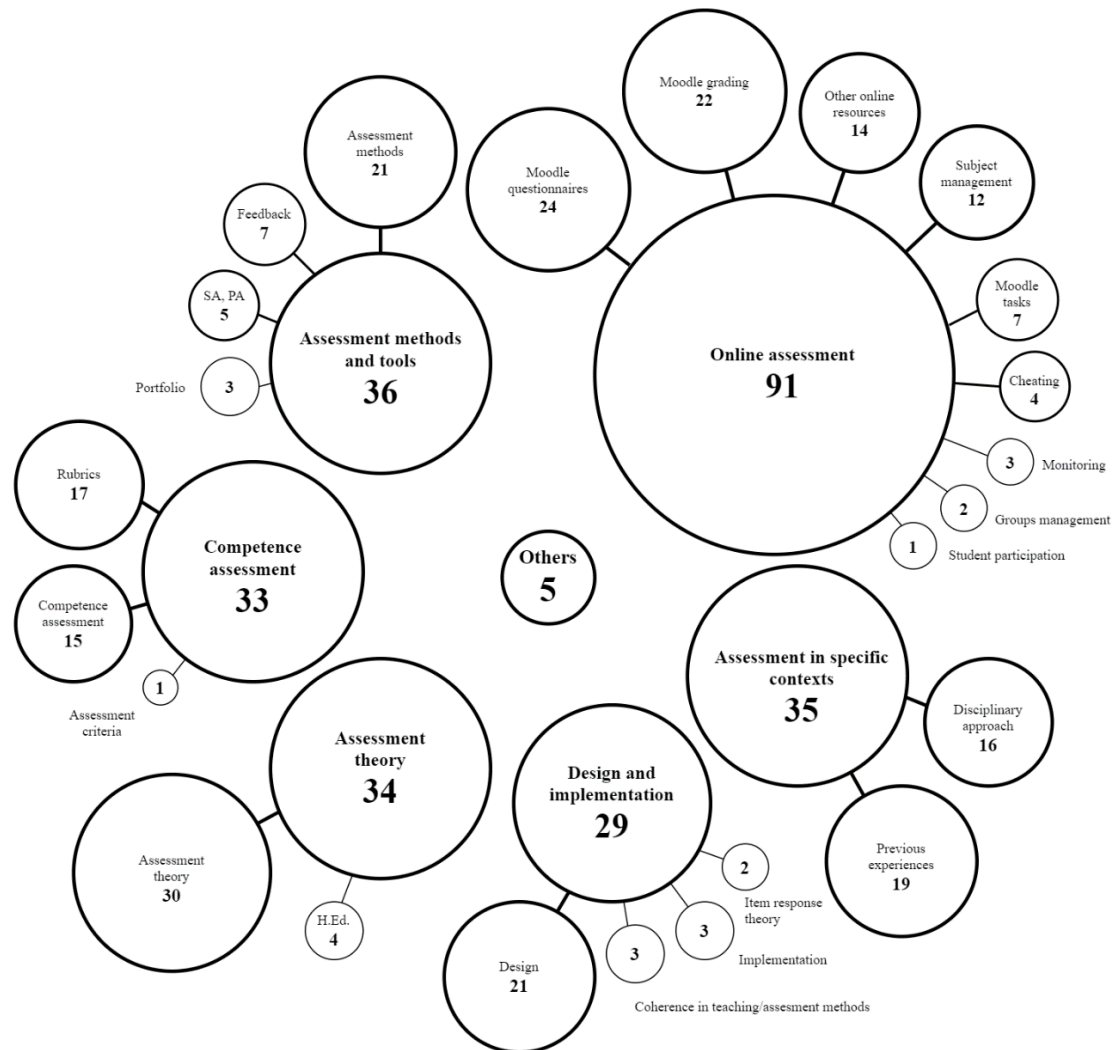 Moodle grading
22
Other online
resources
14
Assessment
methods
21
Moodle
questionnaires
24
Subject
management
12
Feedback
7
SA, PA
5
Portfolio
3
Assessment methods
and tools
36
Online assessment
91
Moodle
tasks
7
Cheating
4
3
Monitoring
2
Groups management
1
Student participation
Rubrics
17
Competence
assessment
33
Competence
assessment
15
1
Assessment
criteria
Others
5
Assessment in specific
contexts
35
Disciplinary
approach
16
Previous
experiences
19
Assessment
theory
34
Assessment
theory
30
H.Ed.
4
Design and
implementation
29
2
Item response
theory
3
Implementation
3
Coherence in teaching/assesment methods
Design
21